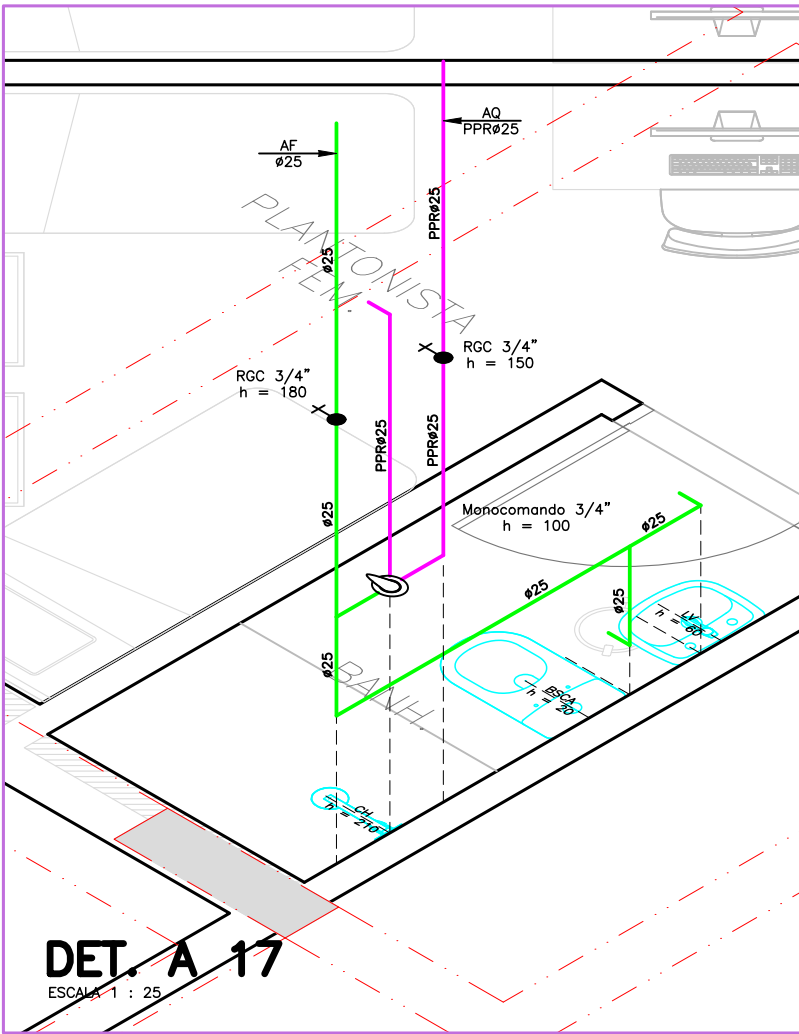 AQ
PPRø25
AF
ø25
PPRø25
ø25
PLANTONISTA
FEM.
RGC 3/4”
h = 150
RGC 3/4”
h = 180
PPRø25
PPRø25
ø25
Monocomando 3/4”
h = 100
ø25
ø25
ø25
LV
h = 60
ø25
BANH.
BSCA
h = 20
CH
h = 210
DET. A 17
ESCALA 1 : 25